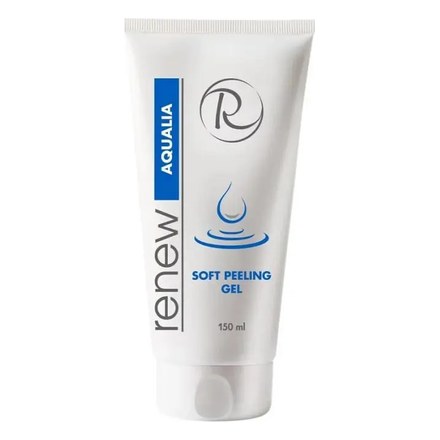 R
renew
AQUALIA
SOFT PEELING
GEL
150 ml